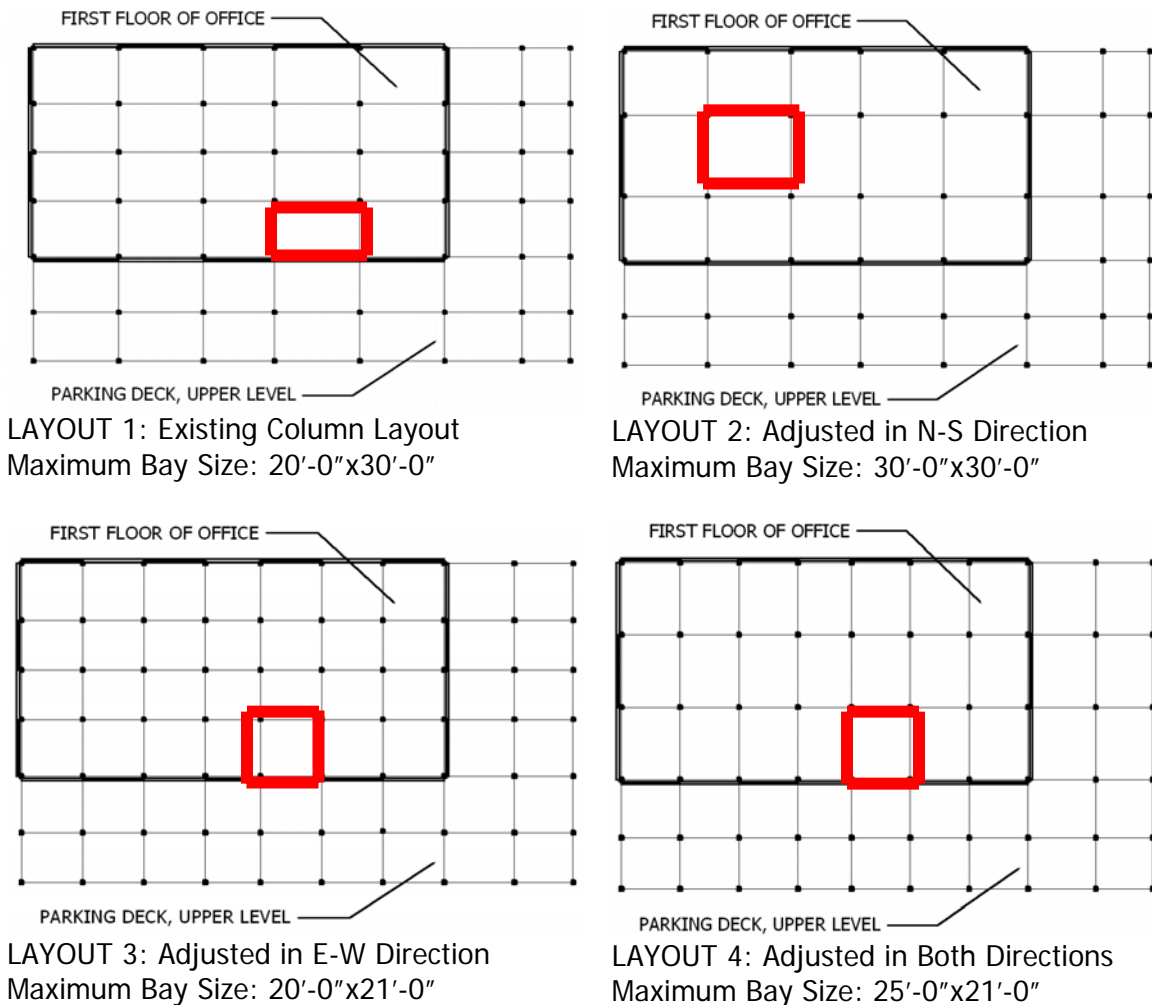 FIRST FLOOR OF OFFICE
PARKING DECK, UPPER LEVEL
LAYOUT 1: Existing Column Layout
Maximum Bay Size: 20'-0"x30'-0"
FIRST FLOOR OF OFFICE
PARKING DECK, UPPER LEVEL
LAYOUT 2: Adjusted in N-S Direction
Maximum Bay Size: 30'-0"x30'-0"
FIRST FLOOR OF OFFICE
PARKING DECK, UPPER LEVEL
LAYOUT 3: Adjusted in E-W Direction
Maximum Bay Size: 20'-0"x21'-0"
FIRST FLOOR OF OFFICE
PARKING DECK, UPPER LEVEL
LAYOUT 4: Adjusted in Both Directions
Maximum Bay Size: 25'-0"x21'-0"